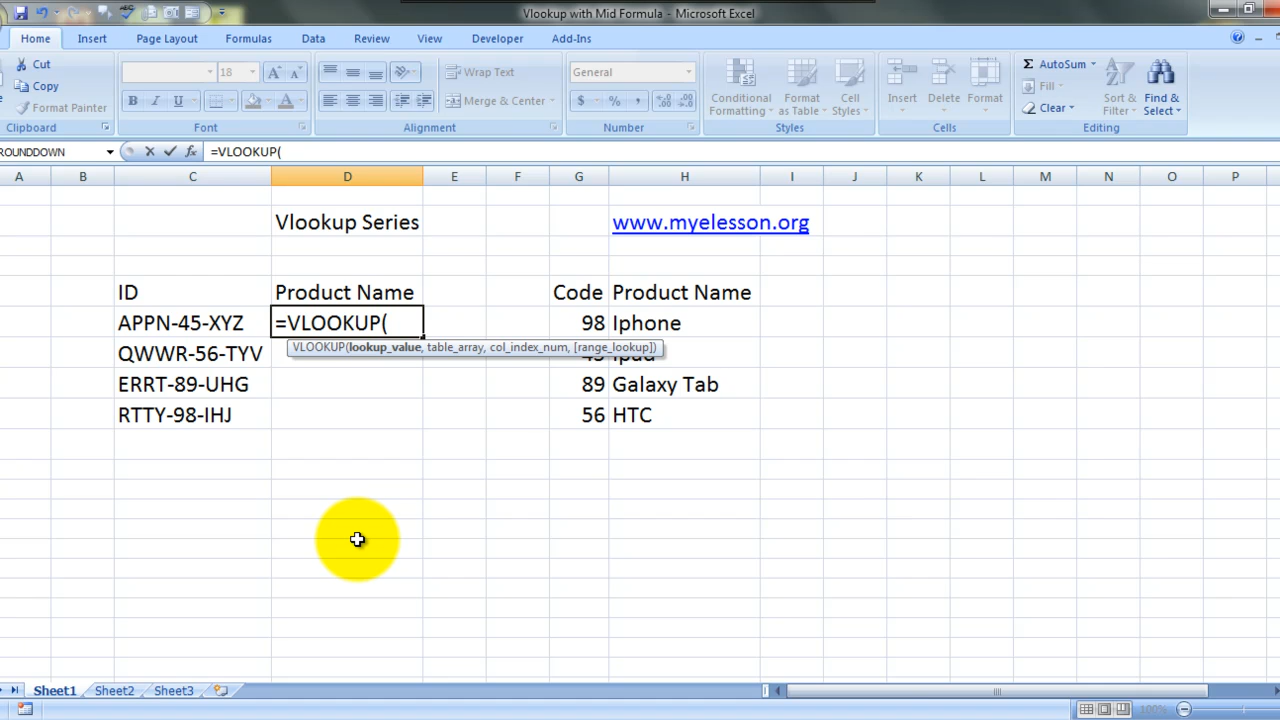 Vlookup with Mid Formula - Microsoft Excel
Home Insert Page Layout Formulas Data Review View Developer Add-Ins
Cut
Copy
Format Painter
Clipboard
18
Font
Wrap Text
Merge & Center
Alignment
General
Number
Conditional Formatting
Format as Table
Cell Styles
Styles
Insert Delete Format
Cells
AutoSum
Fill
Clear
Sort & Filter
Find & Select
Editing
ROUNDDOWN =VLOOKUP(
A B C D E F G H I J K L M N O P
Vlookup Series www.myelesson.org
ID Product Name Code Product Name
APPN-45-XYZ =VLOOKUP( 98 Iphone
VLOOKUP(lookup_value, table_array, col_index_num, [range_lookup])
QWWR-56-TYV 45 Ipad
ERRT-89-UHG 89 Galaxy Tab
RTTY-98-IHJ 56 HTC
Sheet1 Sheet2 Sheet3
100%